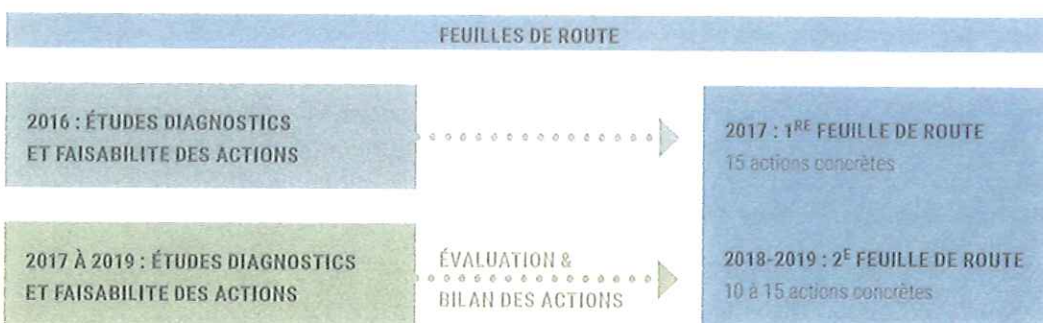 FEUILLES DE ROUTE
2016 : ÉTUDES DIAGNOSTICS
ET FAISABILITE DES ACTIONS
2017 : 1RE FEUILLE DE ROUTE
15 actions concrètes
2017 À 2019 : ÉTUDES DIAGNOSTICS
ET FAISABILITE DES ACTIONS
ÉVALUATION &
BILAN DES ACTIONS
2018-2019 : 2E FEUILLE DE ROUTE
10 à 15 actions concrètes